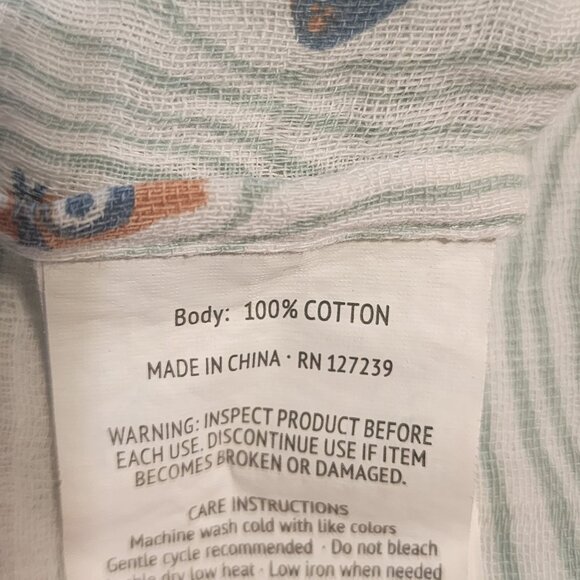 Body: 100% COTTON
MADE IN CHINA · RN 127239
WARNING: INSPECT PRODUCT BEFORE
EACH USE. DISCONTINUE USE IF ITEM
BECOMES BROKEN OR DAMAGED.
CARE INSTRUCTIONS
Machine wash cold with like colors
Gentle cycle recommended · Do not bleach
dry low heat · Low iron when needed